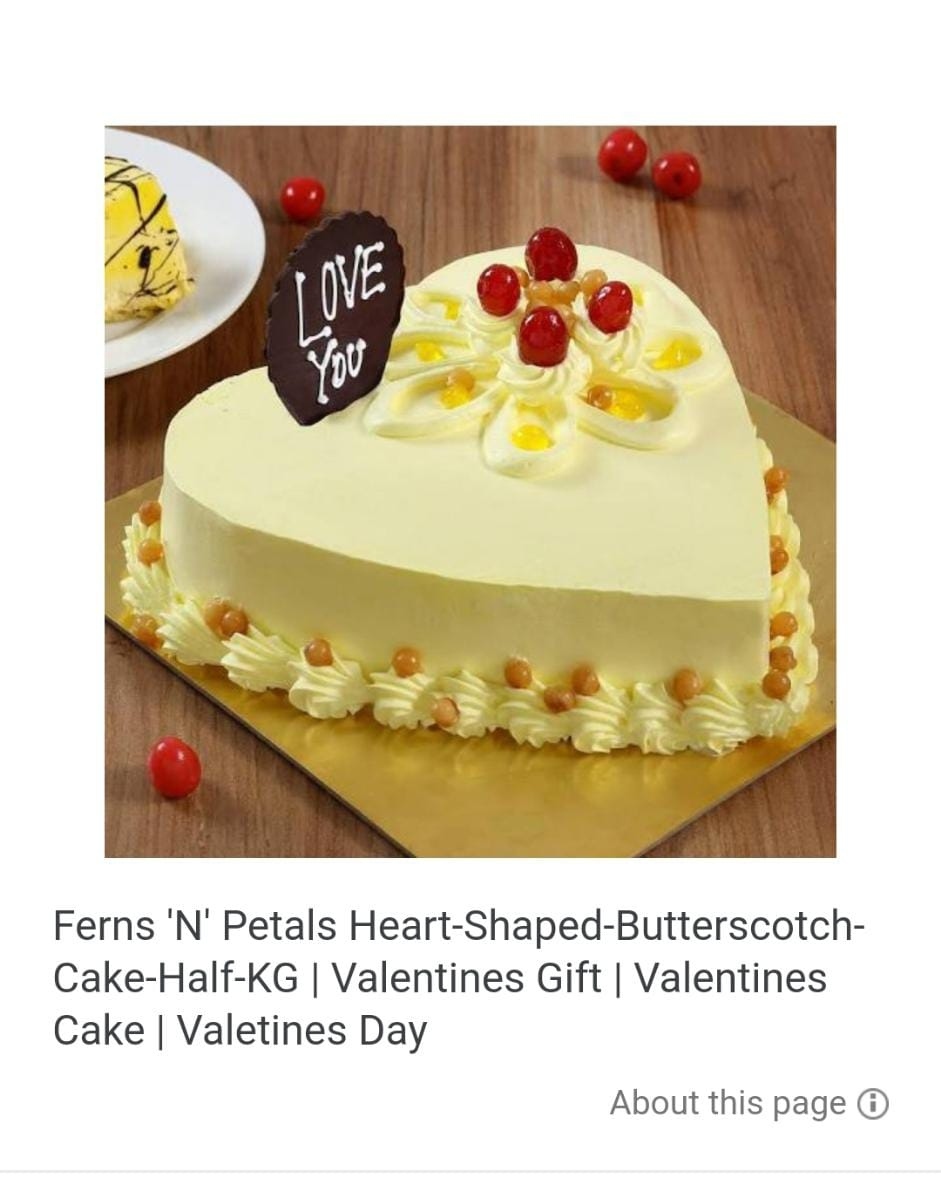 LOVE
YOU
Ferns 'N' Petals Heart-Shaped-Butterscotch-
Cake-Half-KG | Valentines Gift | Valentines
Cake | Valetines Day
About this page